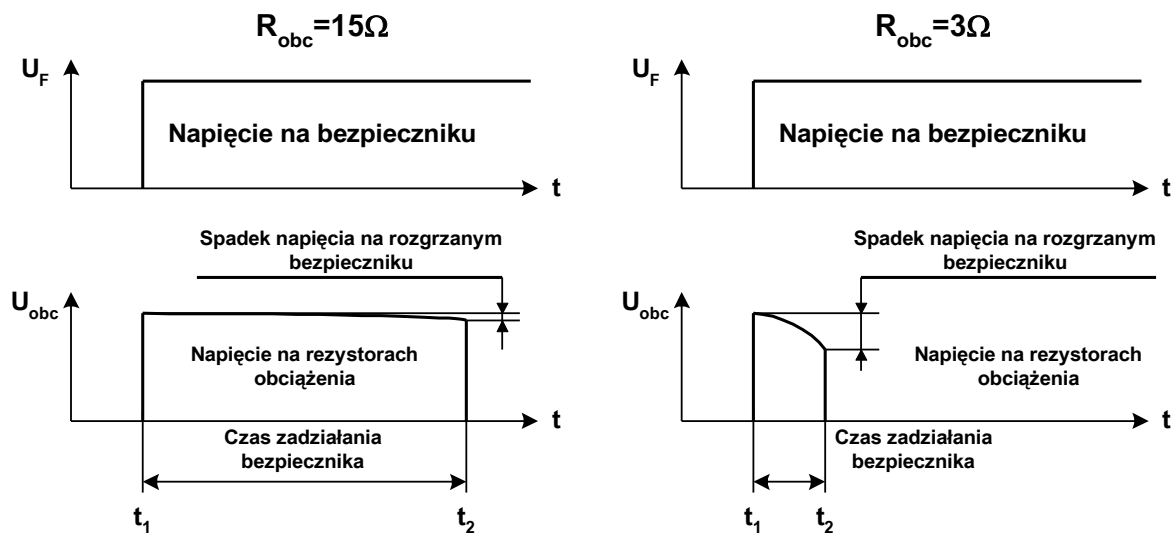 R_obc=15Ω
U_F
Napięcie na bezpieczniku
t
Spadek napięcia na rozgrzanym
bezpieczniku
U_obc
Napięcie na rezystorach
obciążenia
t
Czas zadziałania
bezpiecznika
t_1
t_2
R_obc=3Ω
U_F
Napięcie na bezpieczniku
t
Spadek napięcia na rozgrzanym
bezpieczniku
U_obc
Napięcie na rezystorach
obciążenia
t
Czas zadziałania
bezpiecznika
t_1
t_2